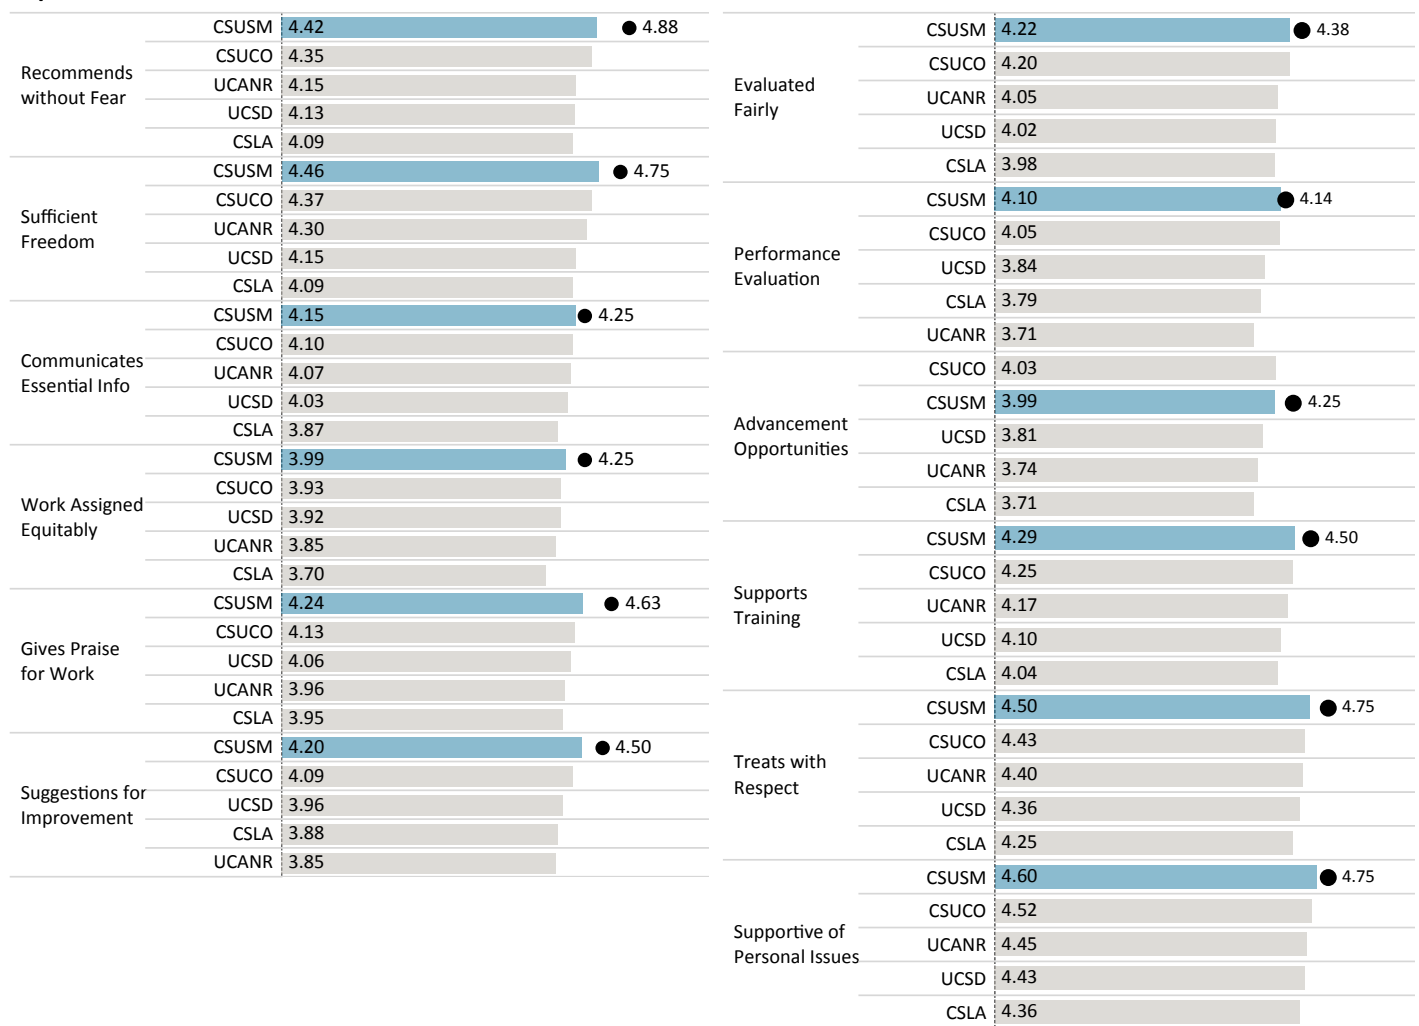 Recommends
without Fear
CSUSM 4.42 4.88
CSUCO 4.35
UCANR 4.15
UCSD 4.13
CSLA 4.09
Sufficient
Freedom
CSUSM 4.46 4.75
CSUCO 4.37
UCANR 4.30
UCSD 4.15
CSLA 4.09
Communicates
Essential Info
CSUSM 4.15 4.25
CSUCO 4.10
UCANR 4.07
UCSD 4.03
CSLA 3.87
Work Assigned
Equitably
CSUSM 3.99 4.25
CSUCO 3.93
UCSD 3.92
UCANR 3.85
CSLA 3.70
Gives Praise
for Work
CSUSM 4.24 4.63
CSUCO 4.13
UCSD 4.06
UCANR 3.96
CSLA 3.95
Suggestions for
Improvement
CSUSM 4.20 4.50
CSUCO 4.09
UCSD 3.96
CSLA 3.88
UCANR 3.85
Evaluated
Fairly
CSUSM 4.22 4.38
CSUCO 4.20
UCANR 4.05
UCSD 4.02
CSLA 3.98
Performance
Evaluation
CSUSM 4.10 4.14
CSUCO 4.05
UCSD 3.84
CSLA 3.79
UCANR 3.71
Advancement
Opportunities
CSUCO 4.03
CSUSM 3.99 4.25
UCSD 3.81
UCANR 3.74
CSLA 3.71
Supports
Training
CSUSM 4.29 4.50
CSUCO 4.25
UCANR 4.17
UCSD 4.10
CSLA 4.04
Treats with
Respect
CSUSM 4.50 4.75
CSUCO 4.43
UCANR 4.40
UCSD 4.36
CSLA 4.25
Supportive of
Personal Issues
CSUSM 4.60 4.75
CSUCO 4.52
UCANR 4.45
UCSD 4.43
CSLA 4.36